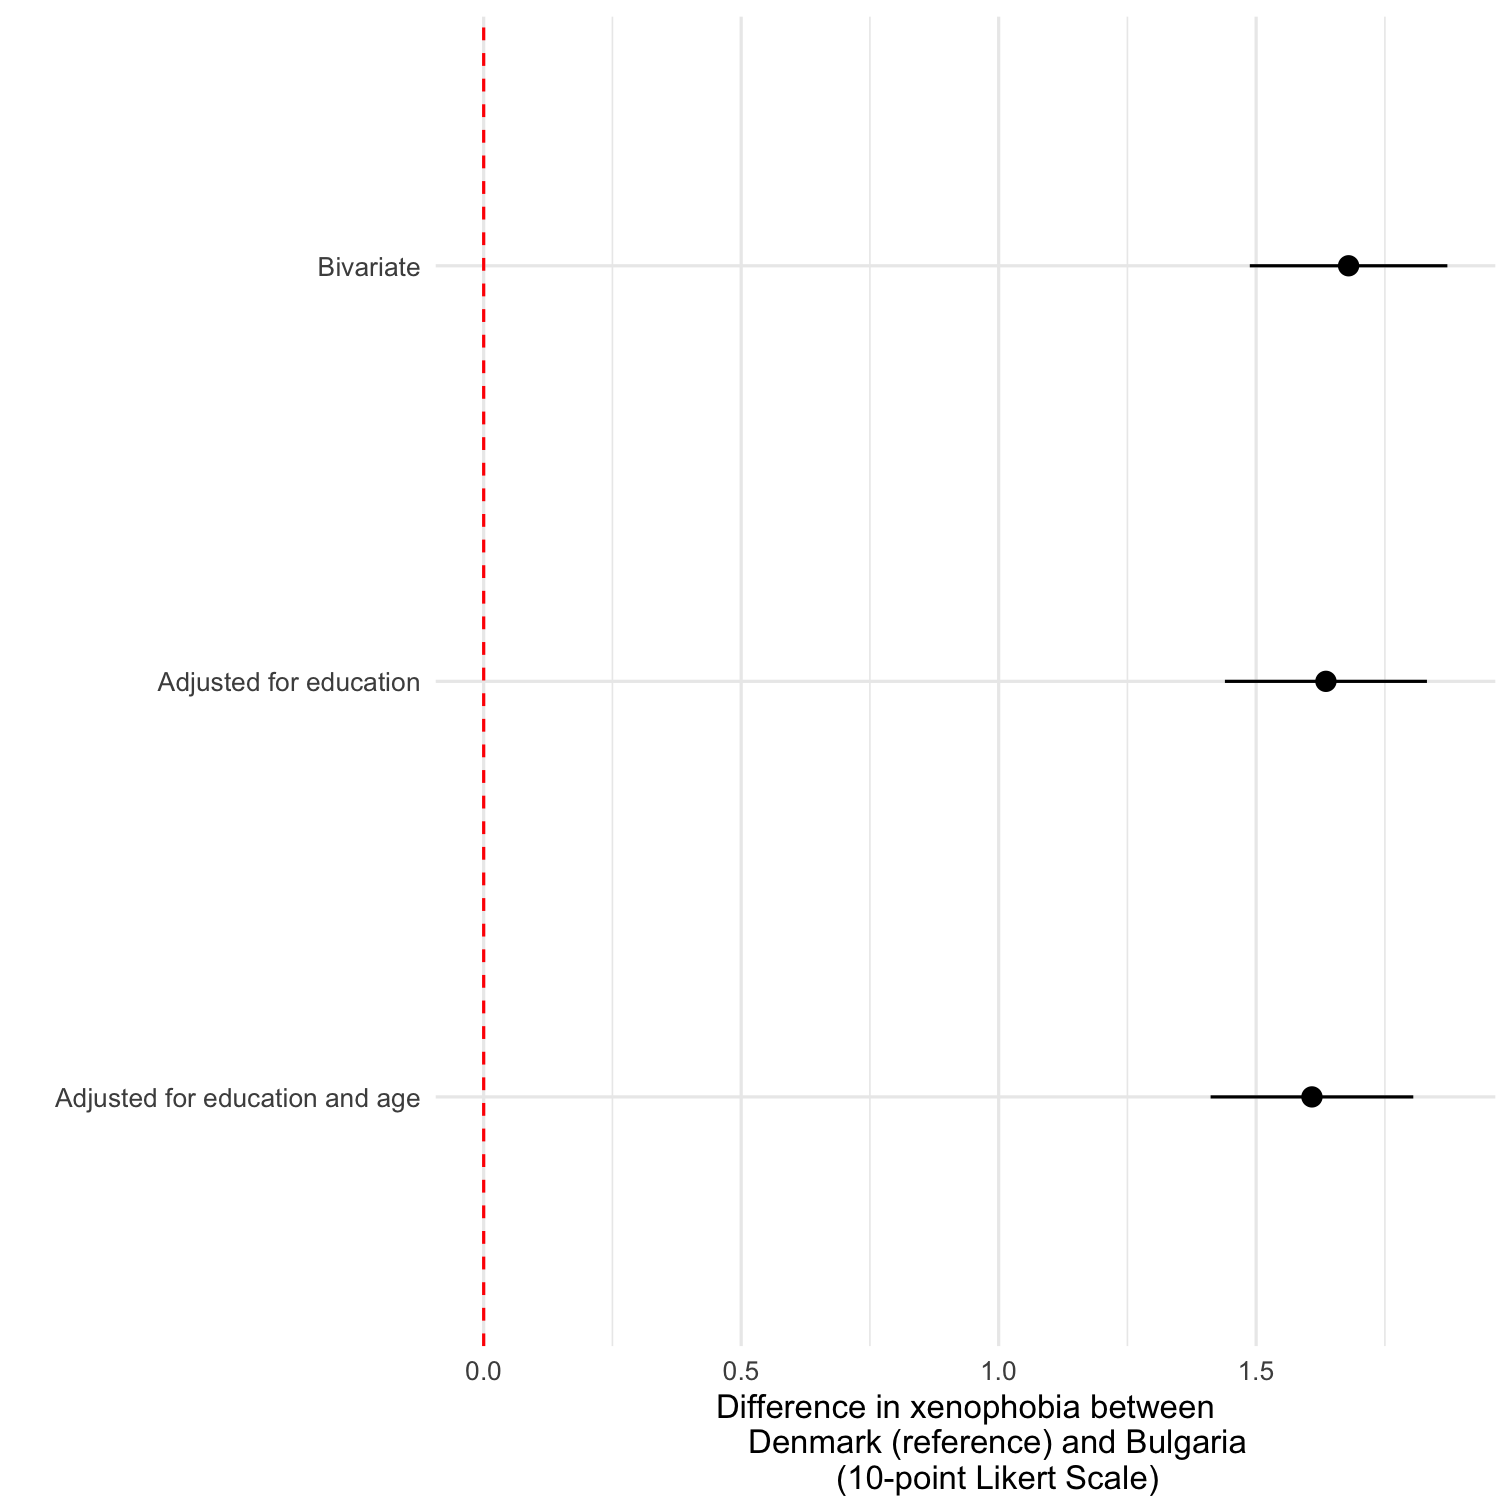 Bivariate
Adjusted for education
Adjusted for education and age
0.0 0.5 1.0 1.5
Difference in xenophobia between
Denmark (reference) and Bulgaria
(10-point Likert Scale)